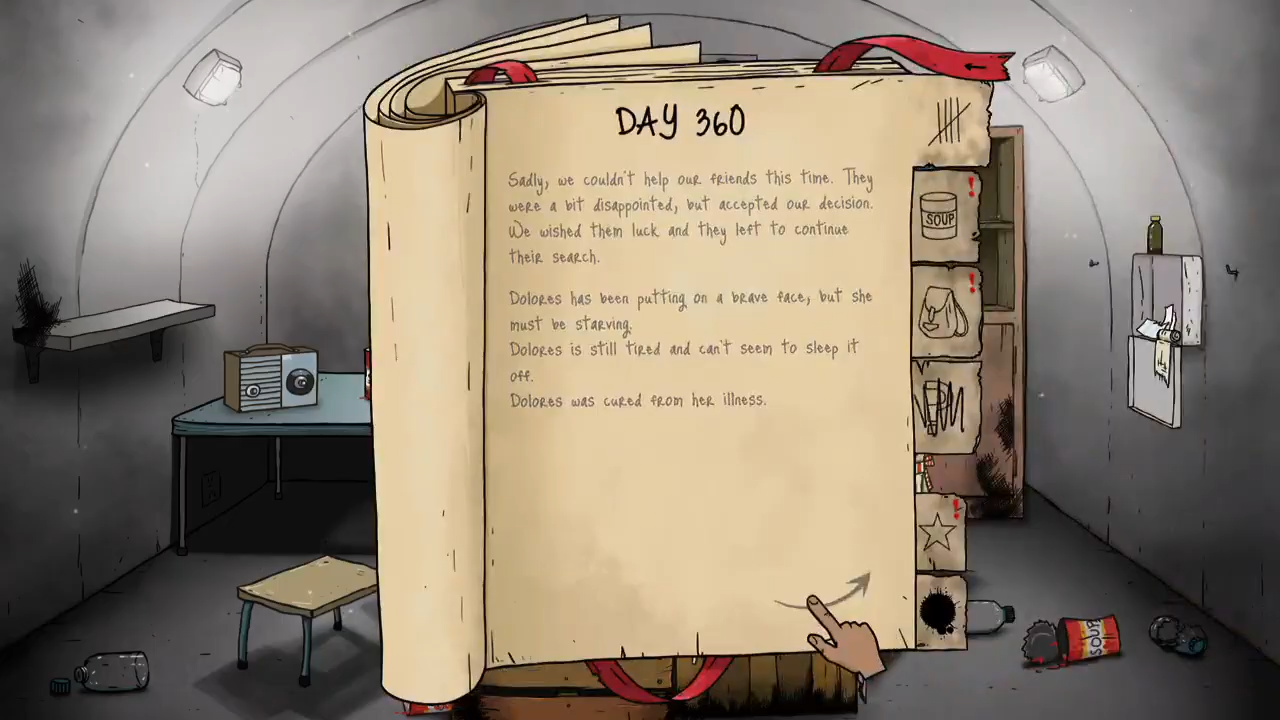 DAY 360
Sadly, we couldn't help our friends this time. They
were a bit disappointed, but accepted our decision.
We wished them luck and they left to continue
their search.
Dolores has been putting on a brave face, but she
must be starving.
Dolores is still tired and can't seem to sleep it
off.
Dolores was cured from her illness.
SOUP
!
!
!
SOUP